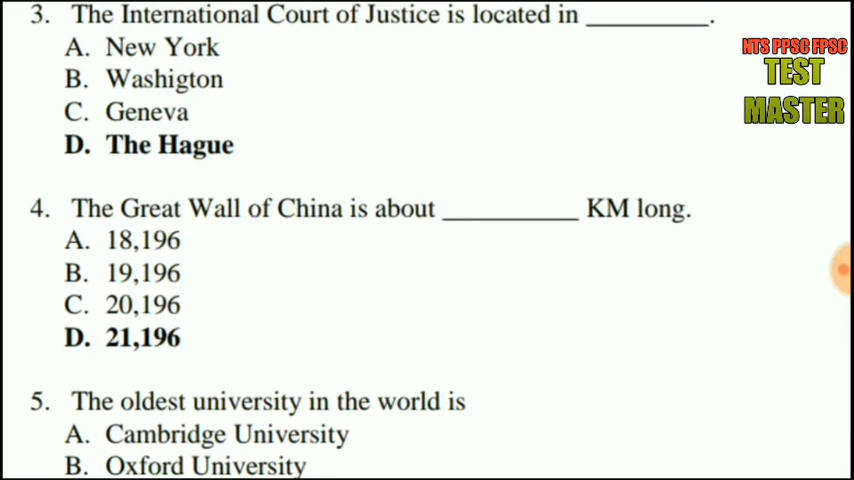 3. The International Court of Justice is located in _________.
A. New York
B. Washigton
C. Geneva
D. The Hague
4. The Great Wall of China is about __________ KM long.
A. 18,196
B. 19,196
C. 20,196
D. 21,196
5. The oldest university in the world is
A. Cambridge University
B. Oxford University
NTS PPSC FPSC
TEST
MASTER